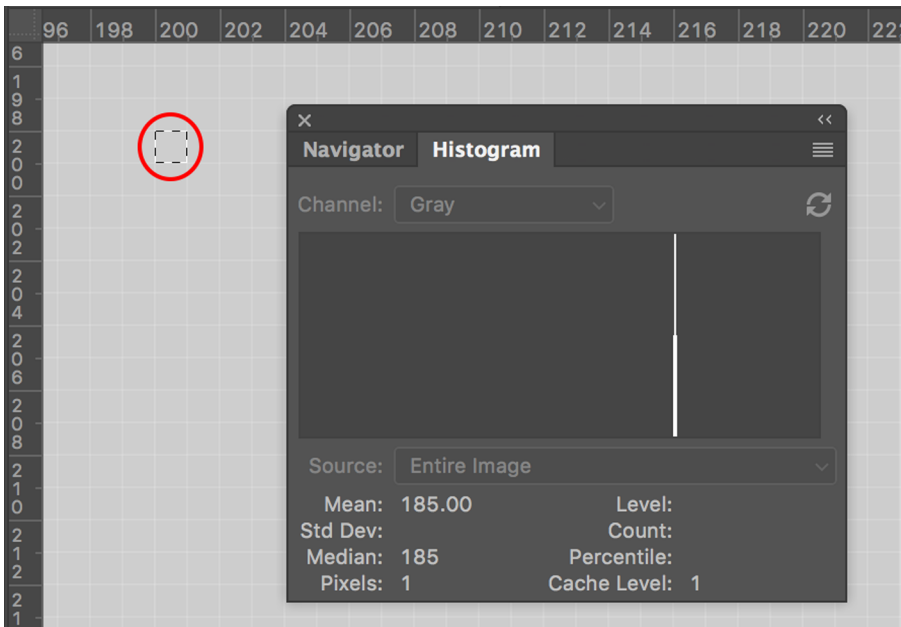 96 198 200 202 204 206 208 210 212 214 216 218 220 22
6
198
200
202
204
206
208
210
212
21
Navigator Histogram
Channel: Gray
Source: Entire Image
Mean: 185.00 Level:
Std Dev: Count:
Median: 185 Percentile:
Pixels: 1 Cache Level: 1